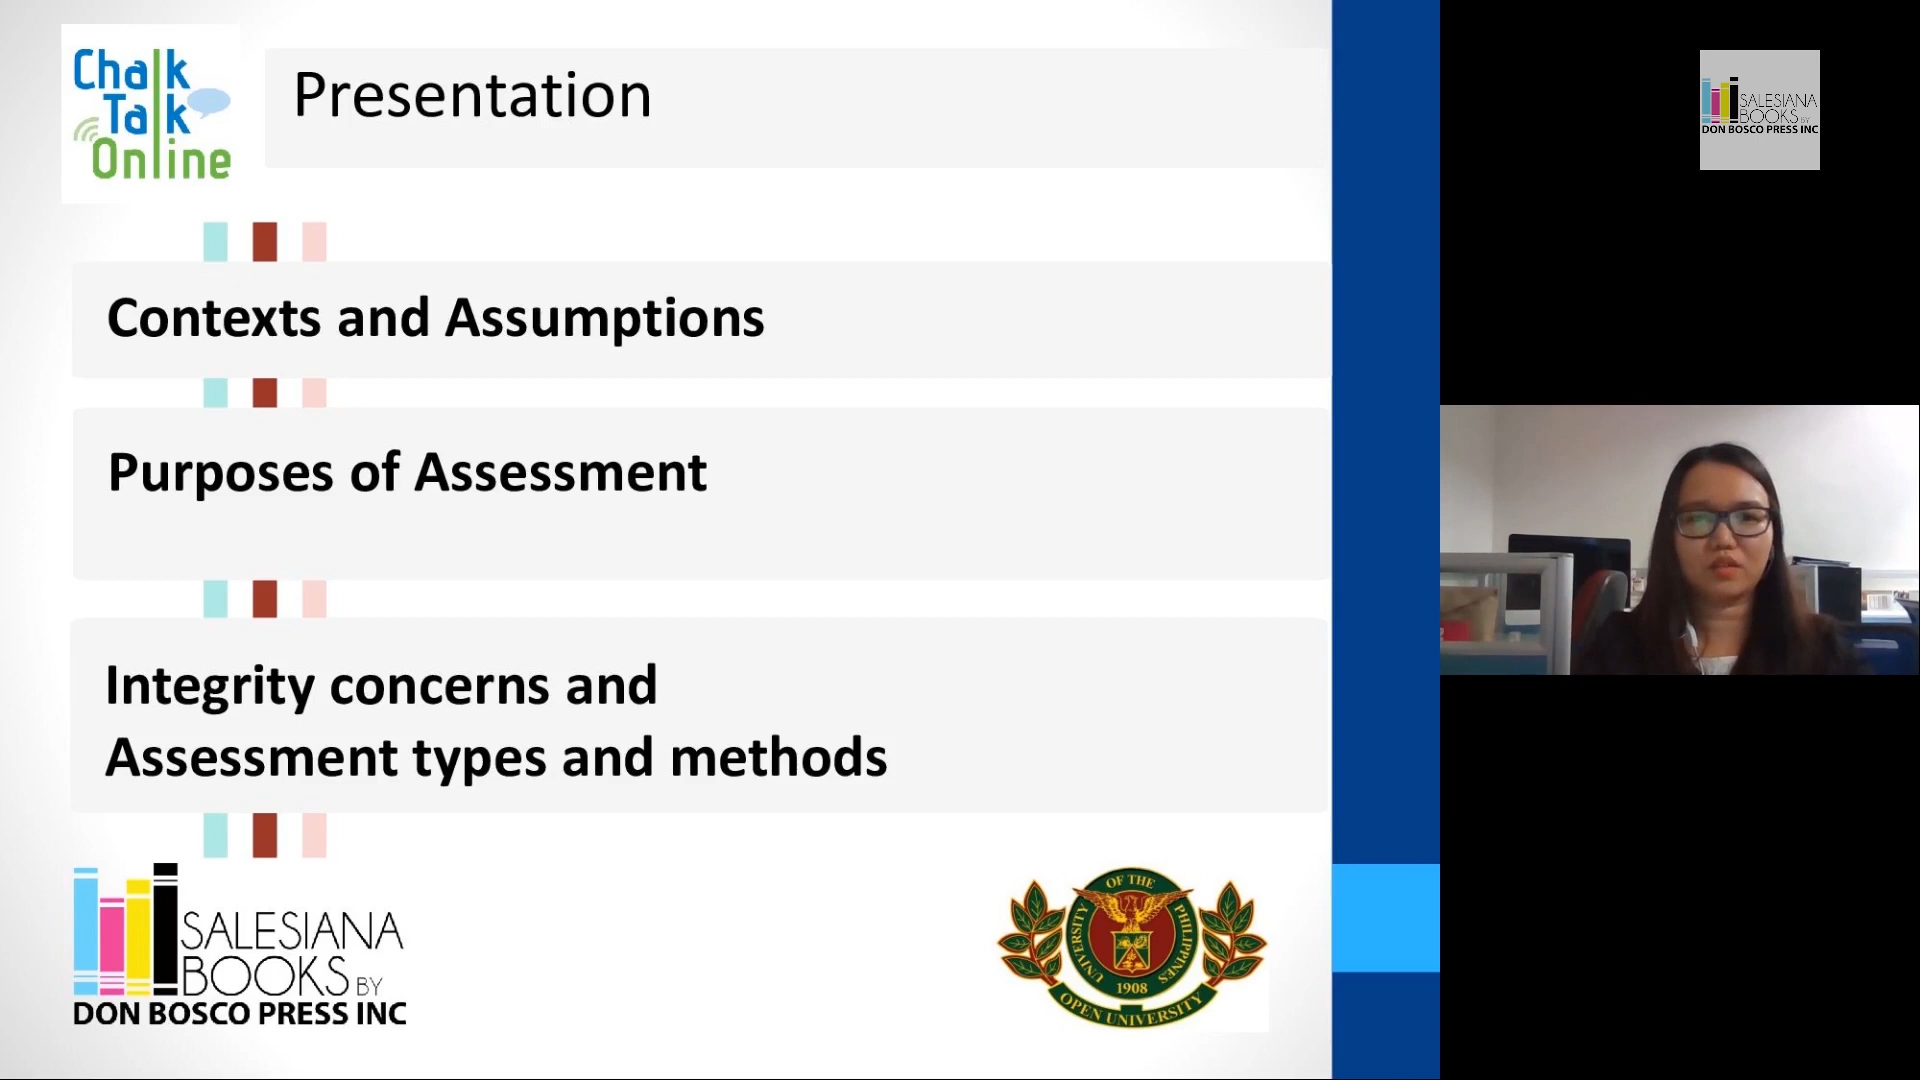 Chalk
Talk
Online
Presentation
Contexts and Assumptions
Purposes of Assessment
Integrity concerns and
Assessment types and methods
SALESIANA
BOOKS BY
DON BOSCO PRESS INC
UNIVERSITY OF THE PHILIPPINES
1908
OPEN UNIVERSITY
SALESIANA
BOOKS BY
DON BOSCO PRESS INC